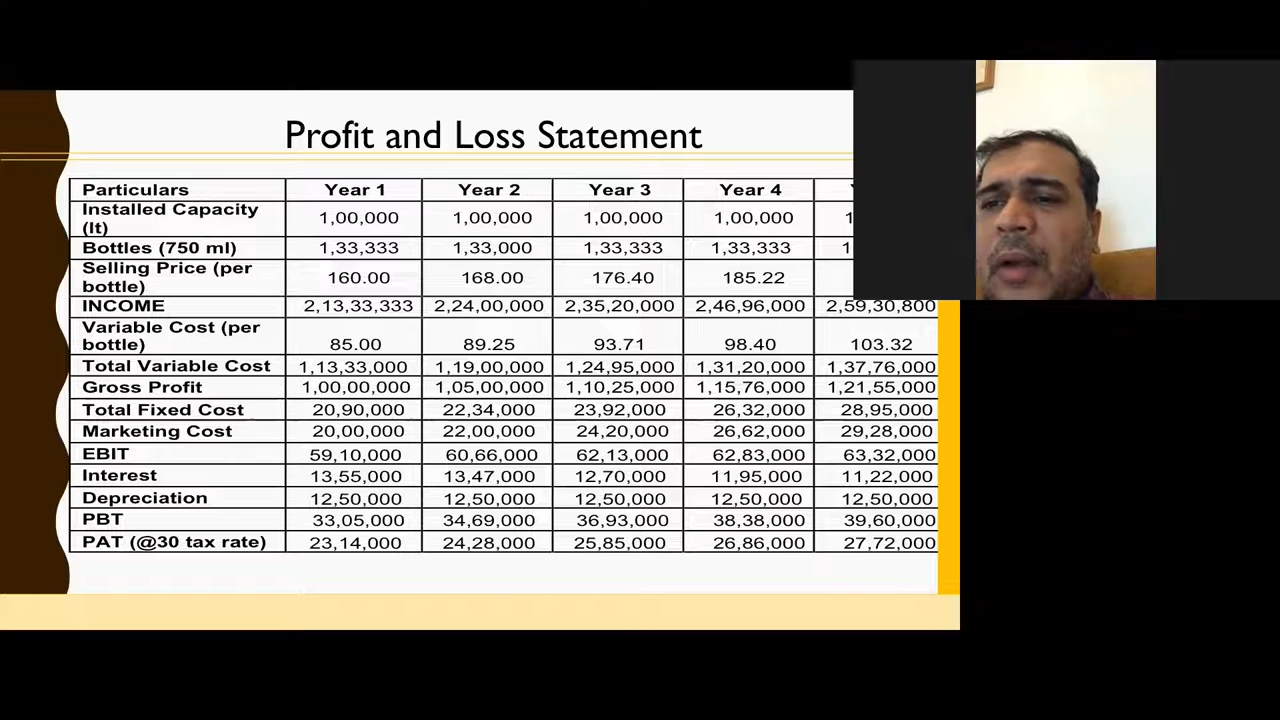 Profit and Loss Statement
Particulars Year 1 Year 2 Year 3 Year 4
Installed Capacity (lt) 1,00,000 1,00,000 1,00,000 1,00,000
Bottles (750 ml) 1,33,333 1,33,000 1,33,333 1,33,333
Selling Price (per bottle) 160.00 168.00 176.40 185.22
INCOME 2,13,33,333 2,24,00,000 2,35,20,000 2,46,96,000 2,59,30,800
Variable Cost (per bottle) 85.00 89.25 93.71 98.40 103.32
Total Variable Cost 1,13,33,000 1,19,00,000 1,24,95,000 1,31,20,000 1,37,76,000
Gross Profit 1,00,00,000 1,05,00,000 1,10,25,000 1,15,76,000 1,21,55,000
Total Fixed Cost 20,90,000 22,34,000 23,92,000 26,32,000 28,95,000
Marketing Cost 20,00,000 22,00,000 24,20,000 26,62,000 29,28,000
EBIT 59,10,000 60,66,000 62,13,000 62,83,000 63,32,000
Interest 13,55,000 13,47,000 12,70,000 11,95,000 11,22,000
Depreciation 12,50,000 12,50,000 12,50,000 12,50,000 12,50,000
PBT 33,05,000 34,69,000 36,93,000 38,38,000 39,60,000
PAT (@30 tax rate) 23,14,000 24,28,000 25,85,000 26,86,000 27,72,000